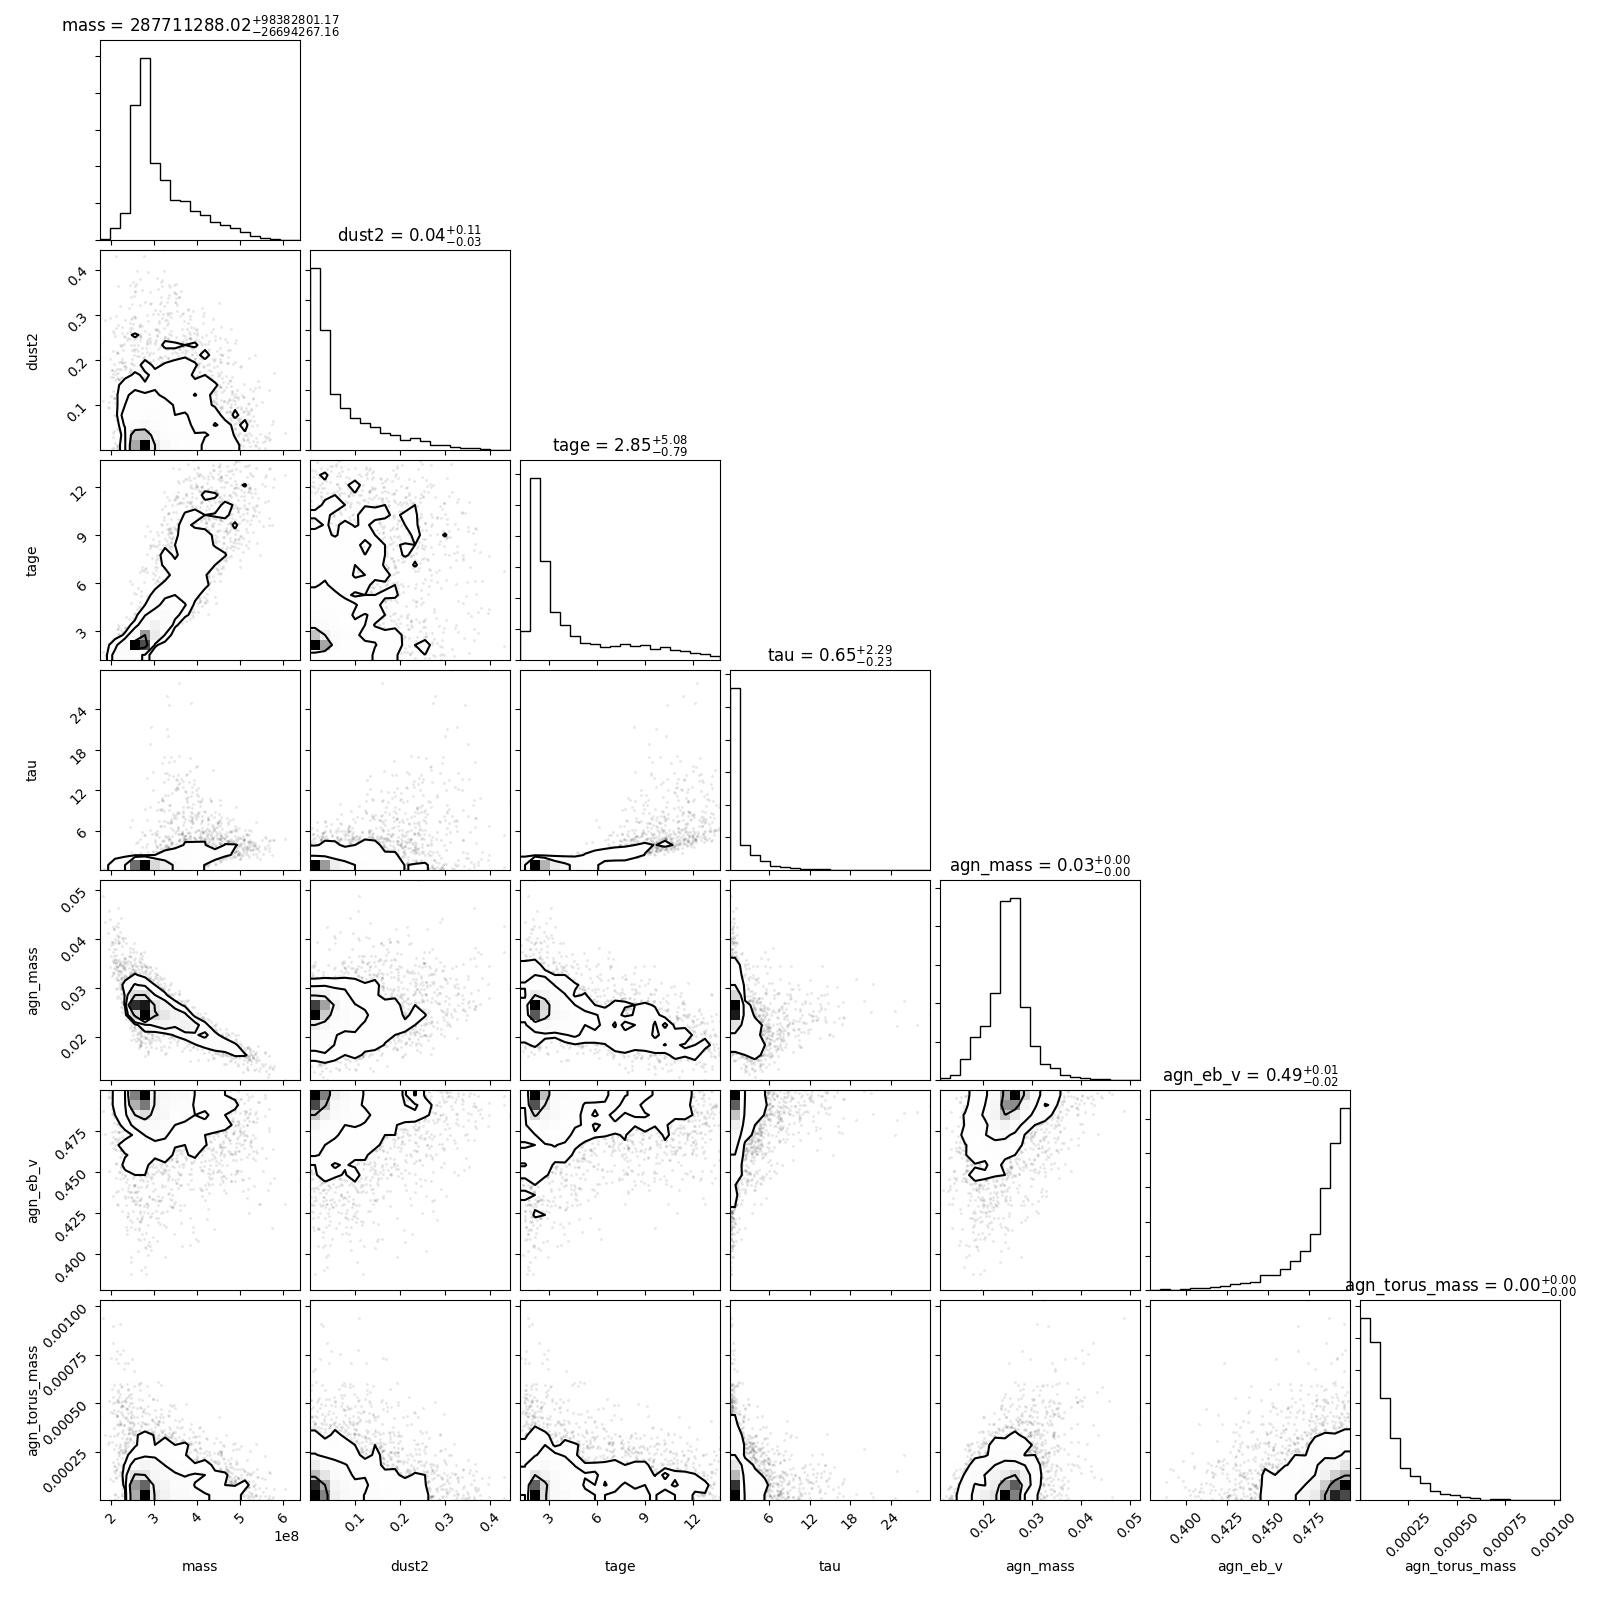 mass = 287711288.02+98382801.17 −26694267.16
dust2 = 0.04+0.11 −0.03
0.4
0.3
0.2
0.1
dust2
tage = 2.85+5.08 −0.79
12
9
6
3
tage
tau = 0.65+2.29 −0.23
24
18
12
6
tau
agn_mass = 0.03+0.00 −0.00
0.05
0.04
0.03
0.02
agn_mass
agn_eb_v = 0.49+0.01 −0.02
0.475
0.450
0.425
0.400
agn_eb_v
agn_torus_mass = 0.00+0.00 −0.00
0.00100
0.00075
0.00050
0.00025
agn_torus_mass
2 3 4 5 6 0.1 0.2 0.3 0.4 3 6 9 12 6 12 18 24 0.02 0.03 0.04 0.05 0.400 0.425 0.450 0.475 0.00025 0.00050 0.00075 0.00100
1e8
mass dust2 tage tau agn_mass agn_eb_v agn_torus_mass